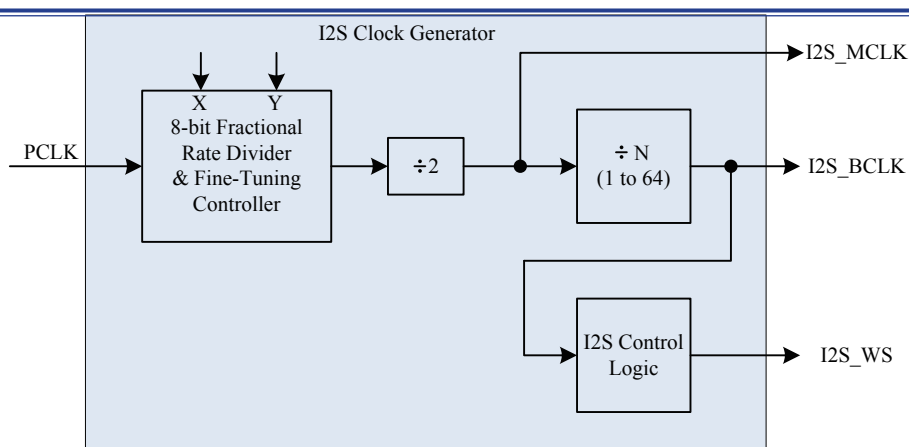 I2S Clock Generator
I2S_MCLK
X Y
8-bit Fractional
Rate Divider
& Fine-Tuning
Controller
PCLK
÷2
÷ N
(1 to 64)
I2S_BCLK
I2S Control
Logic
I2S_WS